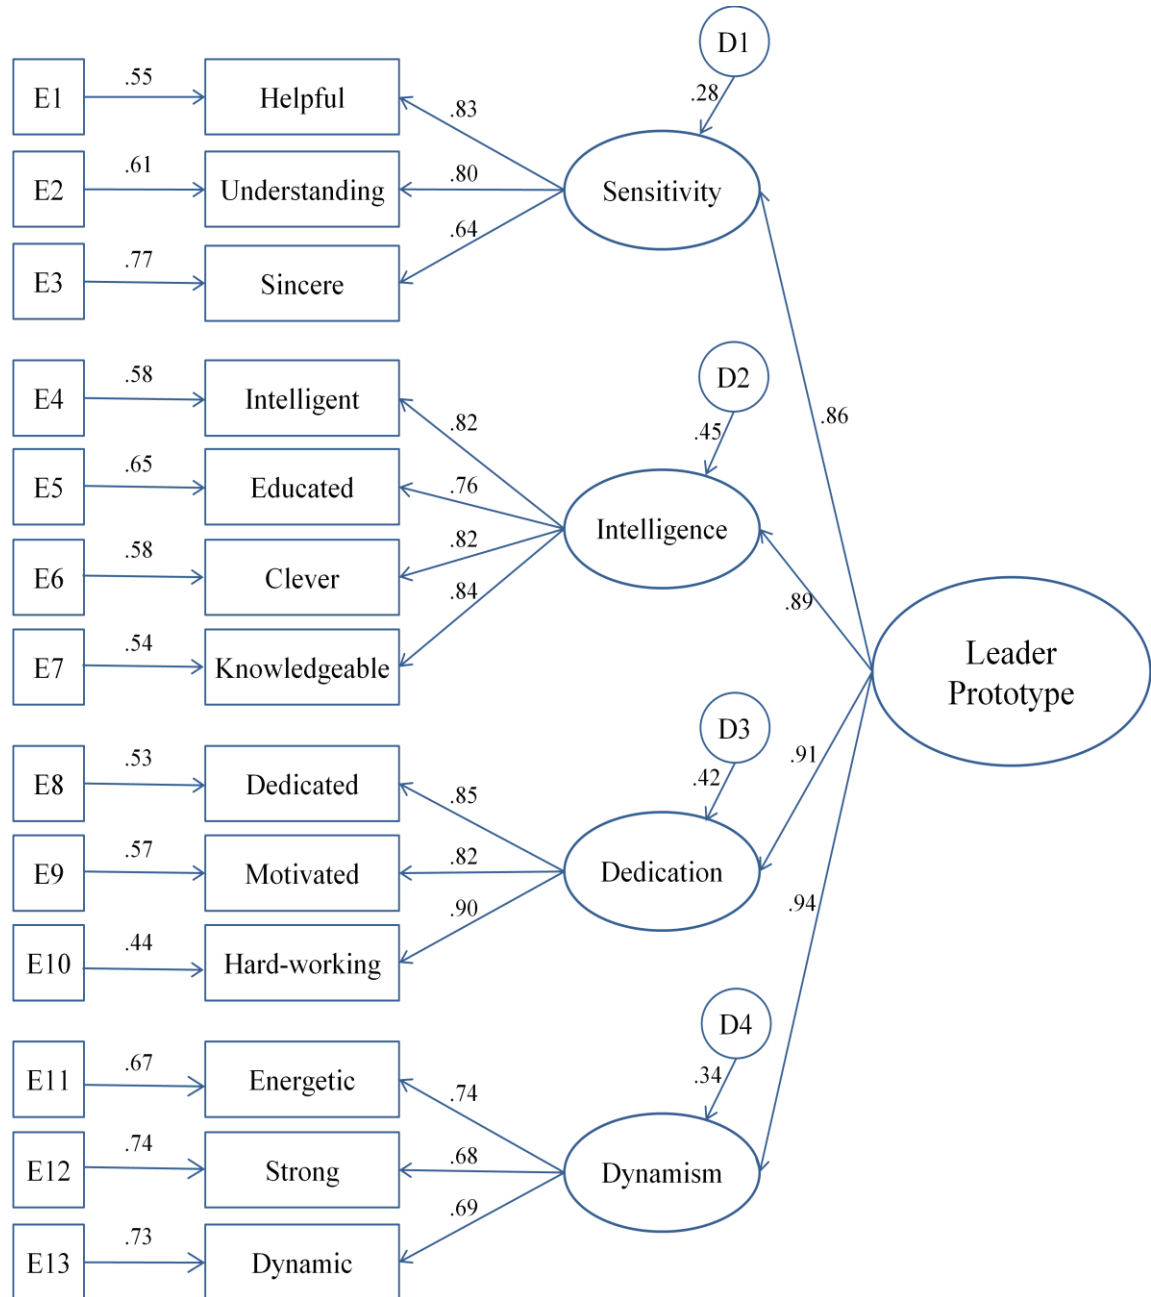 D1
.55
E1
Helpful
.83
.28
.61
E2
Understanding
.80
Sensitivity
.64
.77
E3
Sincere
.58
E4
Intelligent
.82
D2
.86
.45
.65
E5
Educated
.76
Intelligence
.82
.58
E6
Clever
.84
.89
.54
E7
Knowledgeable
Leader
Prototype
D3
.53
E8
Dedicated
.85
.42
.91
.57
E9
Motivated
.82
Dedication
.90
.94
.44
E10
Hard-working
D4
.67
E11
Energetic
.74
.34
.74
E12
Strong
.68
Dynamism
.69
.73
E13
Dynamic